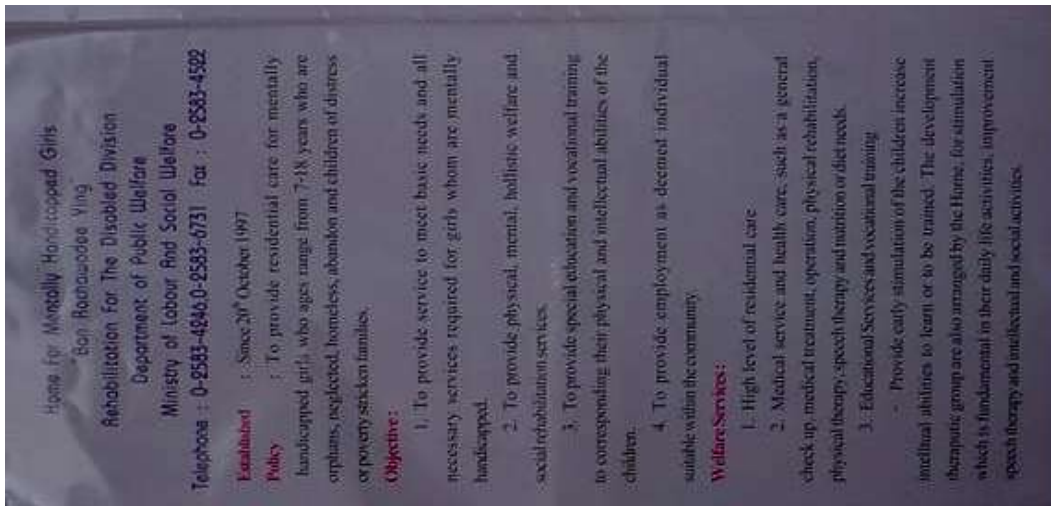 Home For Mentally Handicapped Girls
Ban Rachawadee Ying
Rehabilitation For The Disabled Division
Department of Public Welfare
Ministry of Labour And Social Welfare
Telephone : 0-2583-4246,0-2583-6731 Fax : 0-2583-4522
Established : Since 20th October 1997
Policy : To provide residential care for mentally
handicapped girls who ages range from 7-18 years who are
orphans, neglected, homeless, abandon and children of distress
or poverty stricken families.
Objective :
1. To provide service to meet basic needs and all
necessary services required for girls whom are mentally
handicapped.
2. To provide physical, mental, hollistic welfare and
social rehabilitation services.
3. To provide special education and vocational training
to corresponding their physical and intellectual abilities of the
children.
4. To provide employment as deemed individual
suitable within the community.
Welfare Services :
1. High level of residential care
2. Medical service and health care, such as a general
check up, medical treatment, operation, physical rehabilitation,
physical therapy, speech therapy and nutrition or diet needs.
3. Educational Services and vocational training
- Provide early stimulation of the children increase
intellitual abilities to learn or to be trained. The development
theraputic group are also arranged by the Home, for stimulation
which is fundamental in their daily life activities, improvement
speech therapy and intellectual and social activities.